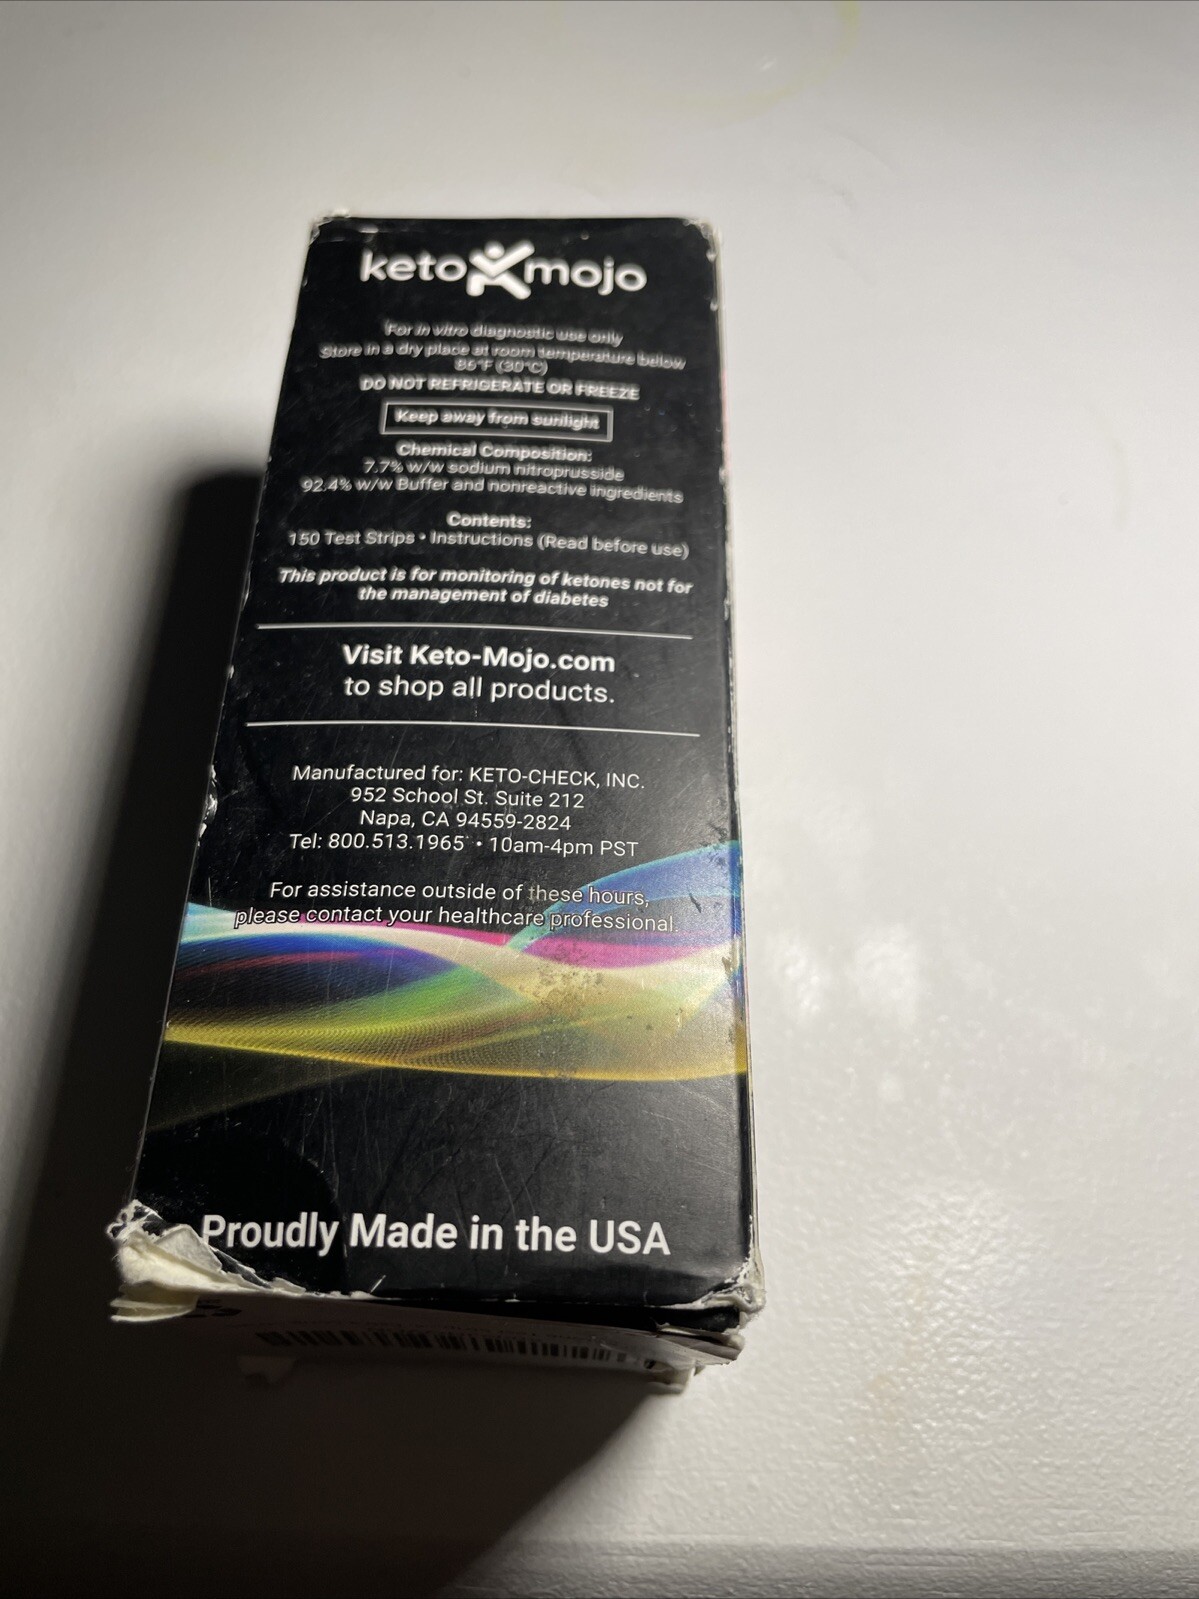 keto mojo
For in vitro diagnostic use only
Store in a dry place at room temperature below
86°F (30°C)
DO NOT REFRIGERATE OR FREEZE
Keep away from sunlight
Chemical Composition:
7.7% w/w sodium nitroprusside
92.4% w/w Buffer and nonreactive ingredients
Contents:
150 Test Strips • Instructions (Read before use)
This product is for monitoring of ketones not for
the management of diabetes
Visit Keto-Mojo.com
to shop all products.
Manufactured for: KETO-CHECK, INC.
952 School St. Suite 212
Napa, CA 94559-2824
Tel: 800.513.1965 • 10am-4pm PST
For assistance outside of these hours,
please contact your healthcare professional.
Proudly Made in the USA